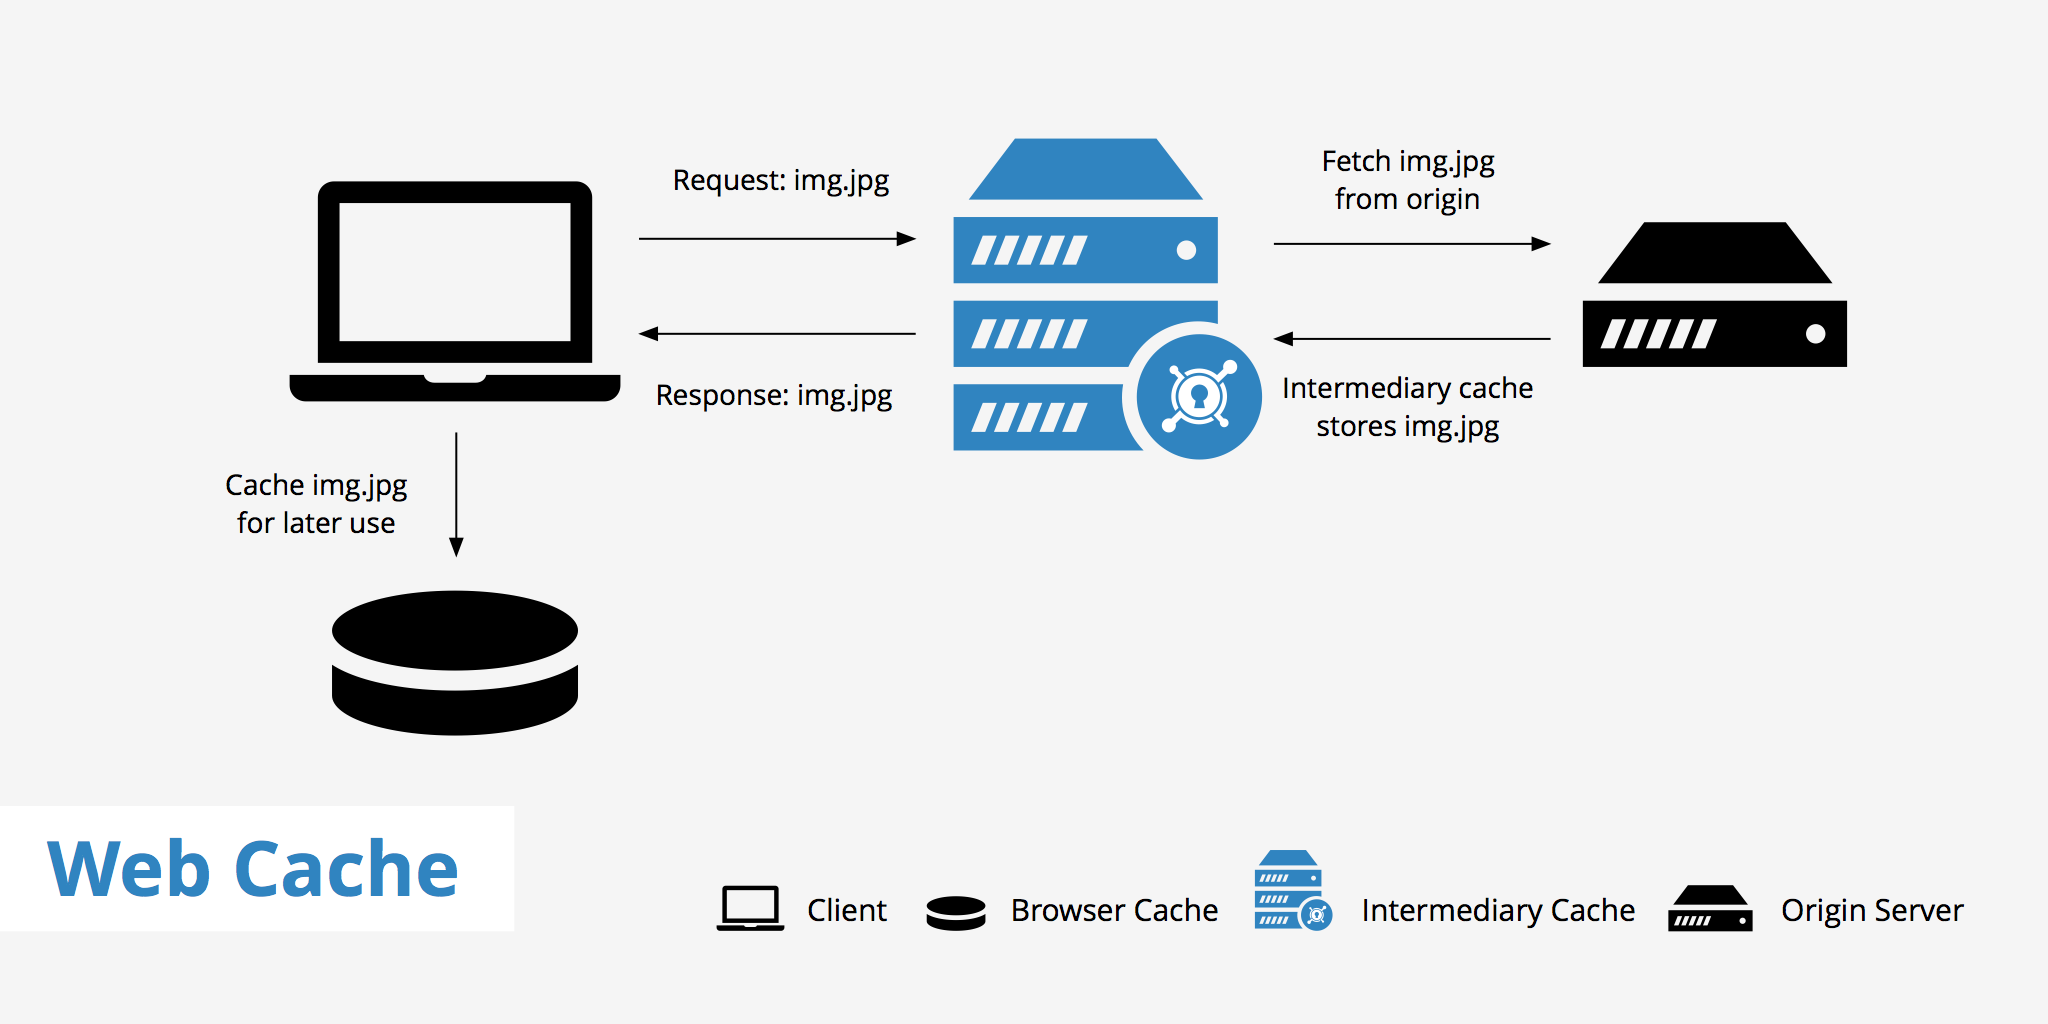 Request: img.jpg
Fetch img.jpg
from origin
Response: img.jpg
Intermediary cache
stores img.jpg
Cache img.jpg
for later use
Web Cache
Client
Browser Cache
Intermediary Cache
Origin Server